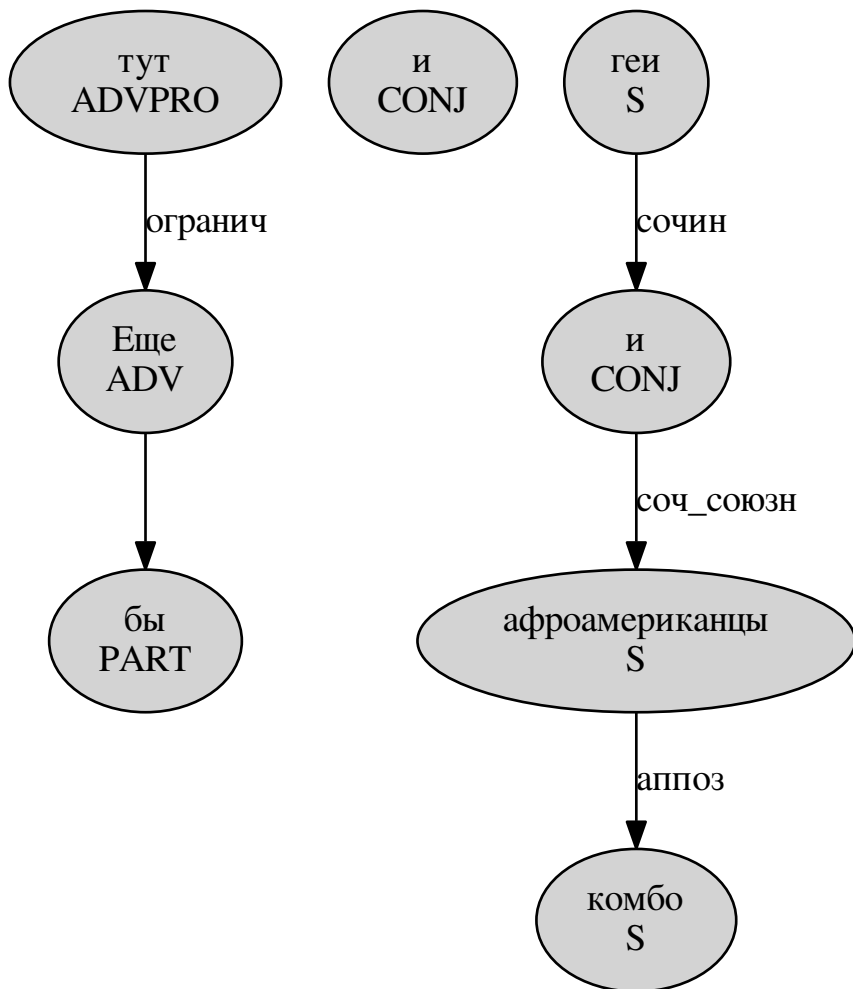 тут
ADVPRO
и
CONJ
геи
S
огранич
сочин
Еще
ADV
и
CONJ
соч_союзн
бы
PART
афроамериканцы
S
аппоз
комбо
S